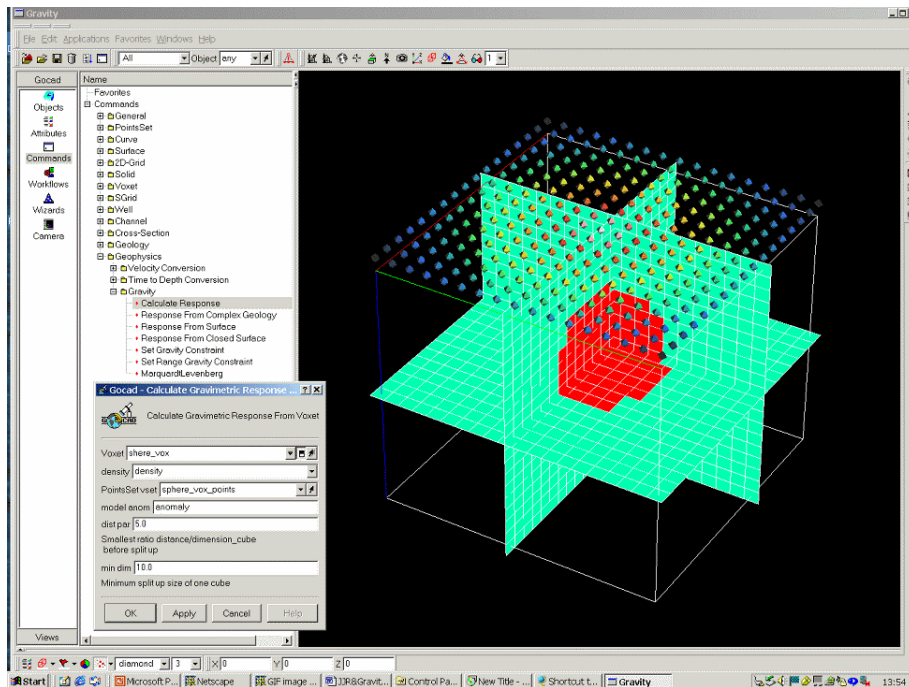 Gravity
File Edit Applications Favorites Windows Help
All Object any 1
Gocad Name
Objects
Attributes
Commands
Workflows
Wizards
Camera
Views
Favorites
Commands
General
PointsSet
Curve
Surface
2D-Grid
Solid
Voxet
SGrid
Well
Channel
Cross-Section
Geology
Geophysics
Velocity Conversion
Time to Depth Conversion
Gravity
Calculate Response
Response From Complex Geology
Response From Surface
Response From Closed Surface
Set Gravity Constraint
Set Range Gravity Constraint
MarquardtLevenberg
Gocad - Calculate Gravimetric Response ...
Calculate Gravimetric Response From Voxet
Voxet shere_vox
density density
PointsSet vset sphere_vox_points
model anom anomaly
dist par 5.0
Smallest ratio distance/dimension_cube
before split up
min dim 10.0
Minimum split up size of one cube
OK Apply Cancel Help
diamond 3 X 0 Y 0 Z 0
Start Microsoft P... Netscape GIF image ... JJR&Gravit... Control Pa... New Title - ... Shortcut t... Gravity 13:54